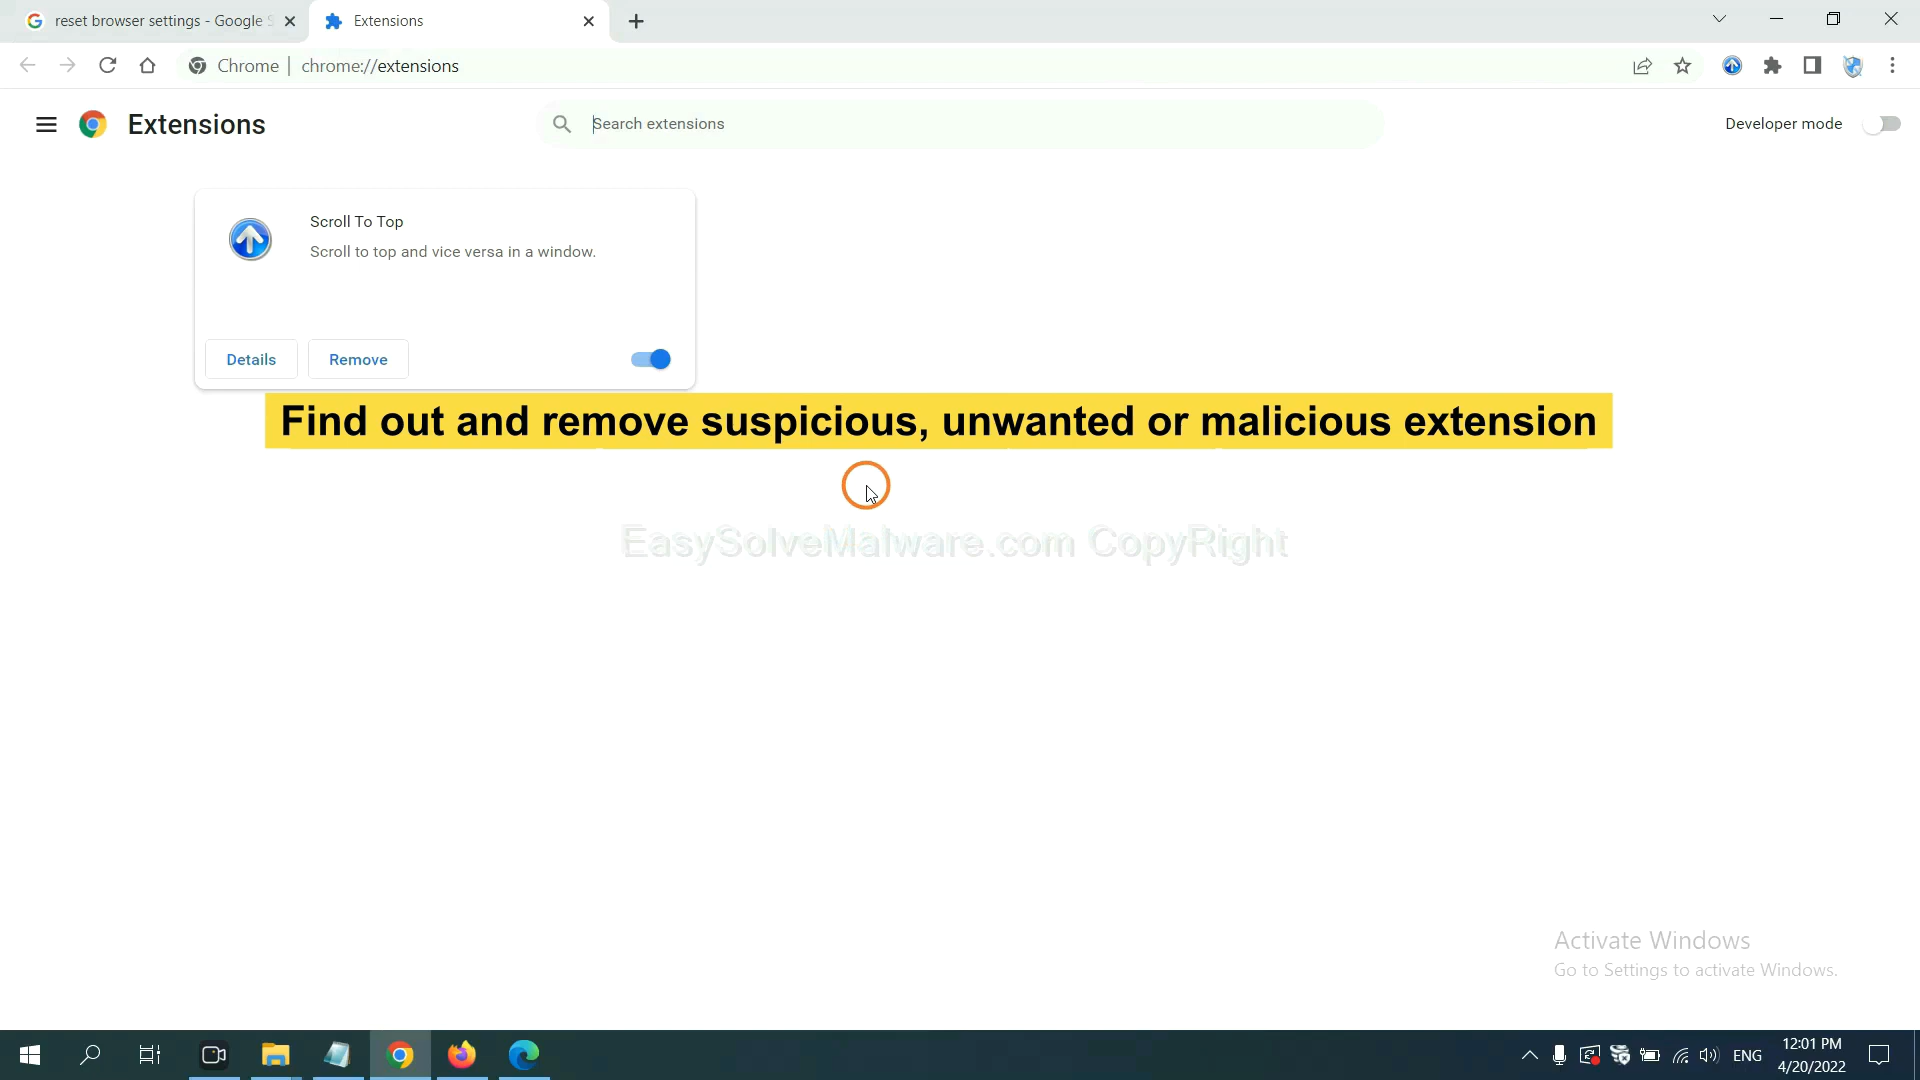 reset browser settings - Google S
Extensions
Chrome
chrome://extensions
Extensions
Search extensions
Developer mode
Scroll To Top
Scroll to top and vice versa in a window.
Details
Remove
Find out and remove suspicious, unwanted or malicious extension
EasySolveMalware.com CopyRight
Activate Windows
Go to Settings to activate Windows.
ENG
12:01 PM
4/20/2022